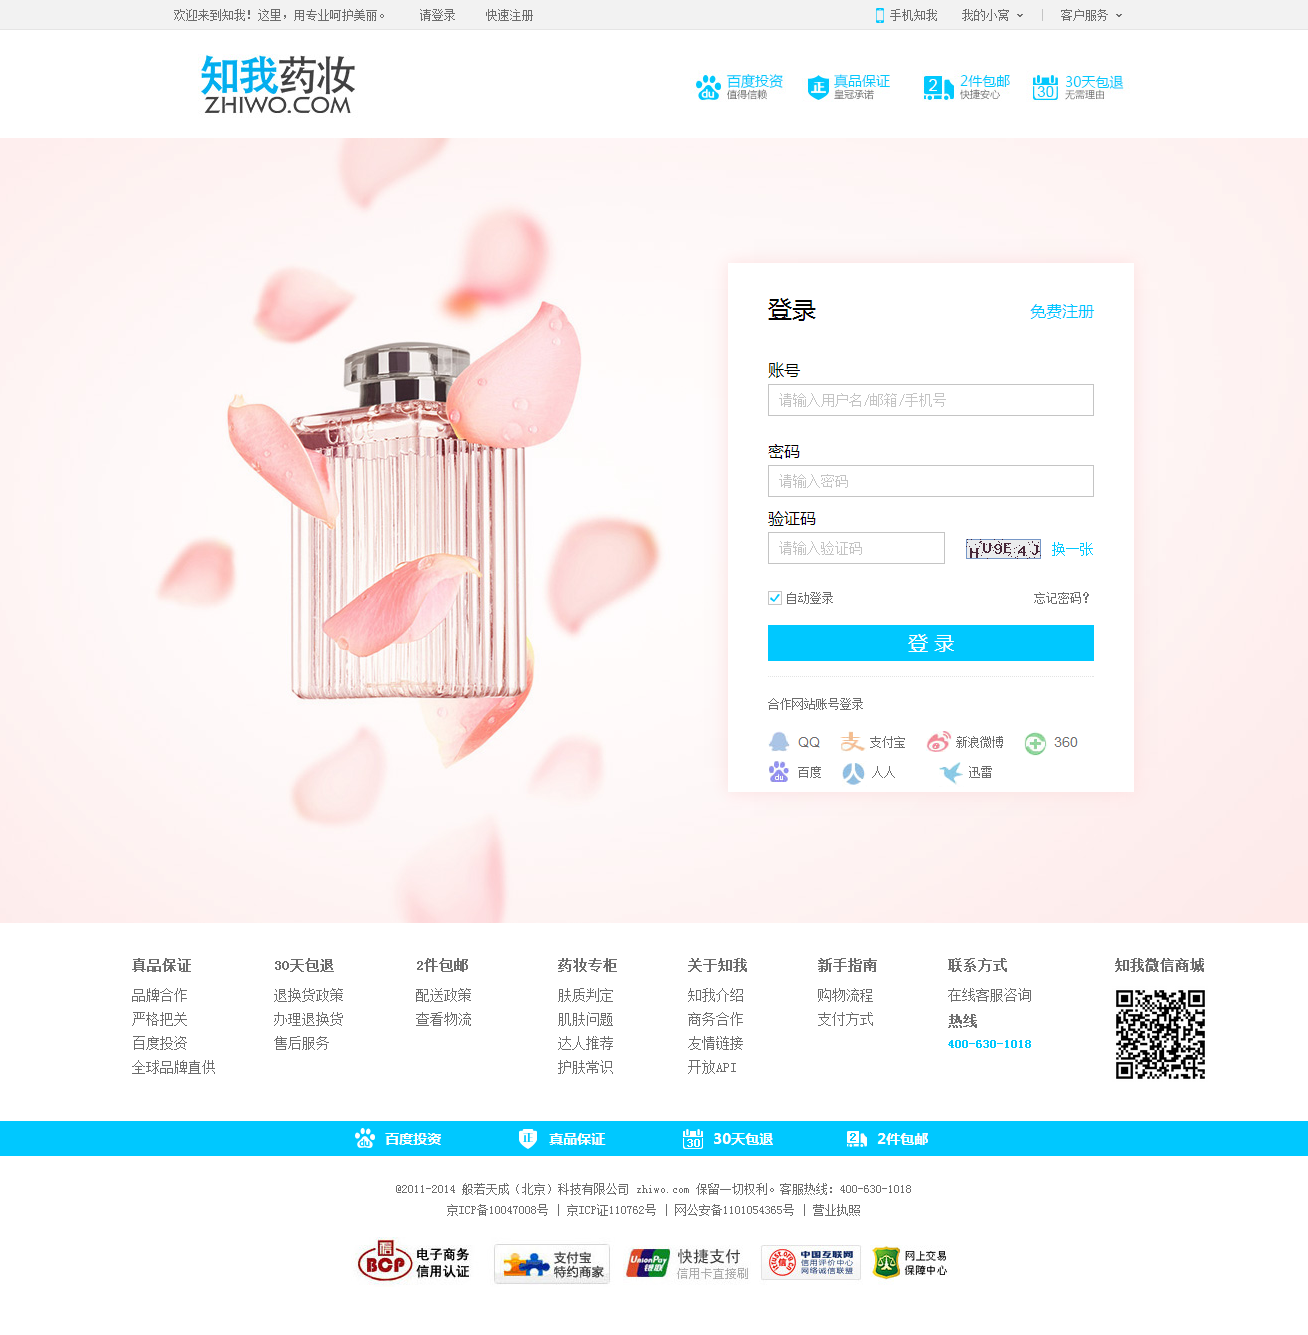 欢迎来到知我！这里，用专业呵护美丽。 请登录 快速注册 手机知我 我的小窝 客户服务
知我药妆
ZHIWO.COM
百度投资 真品保证 2件包邮 30天包退
值得信赖 皇冠承诺 快捷安心 无需理由
登录 免费注册
账号
请输入用户名/邮箱/手机号
密码
请输入密码
验证码
请输入验证码 HU9E4J 换一张
自动登录 忘记密码？
登 录
合作网站账号登录
QQ 支付宝 新浪微博 360
百度 人人 迅雷
真品保证 30天包退 2件包邮 药妆专柜 关于知我 新手指南 联系方式 知我微信商城
品牌合作 退换货政策 配送政策 肤质判定 知我介绍 购物流程 在线客服咨询
严格把关 办理退换货 查看物流 肌肤问题 商务合作 支付方式 热线
百度投资 售后服务 达人推荐 友情链接 400-630-1018
全球品牌直供 护肤常识 开放API
百度投资 真品保证 30天包退 2件包邮
@2011-2014 般若天成（北京）科技有限公司 zhiwo.com 保留一切权利。客服热线：400-630-1018
京ICP备10047008号 | 京ICP证110762号 | 网公安备1101054365号 | 营业执照
BCP 电子商务 信用认证
支付宝 特约商家
UnionPay 银联 快捷支付 信用卡直接刷
中国互联网 信用评价中心 网络诚信联盟
网上交易 保障中心